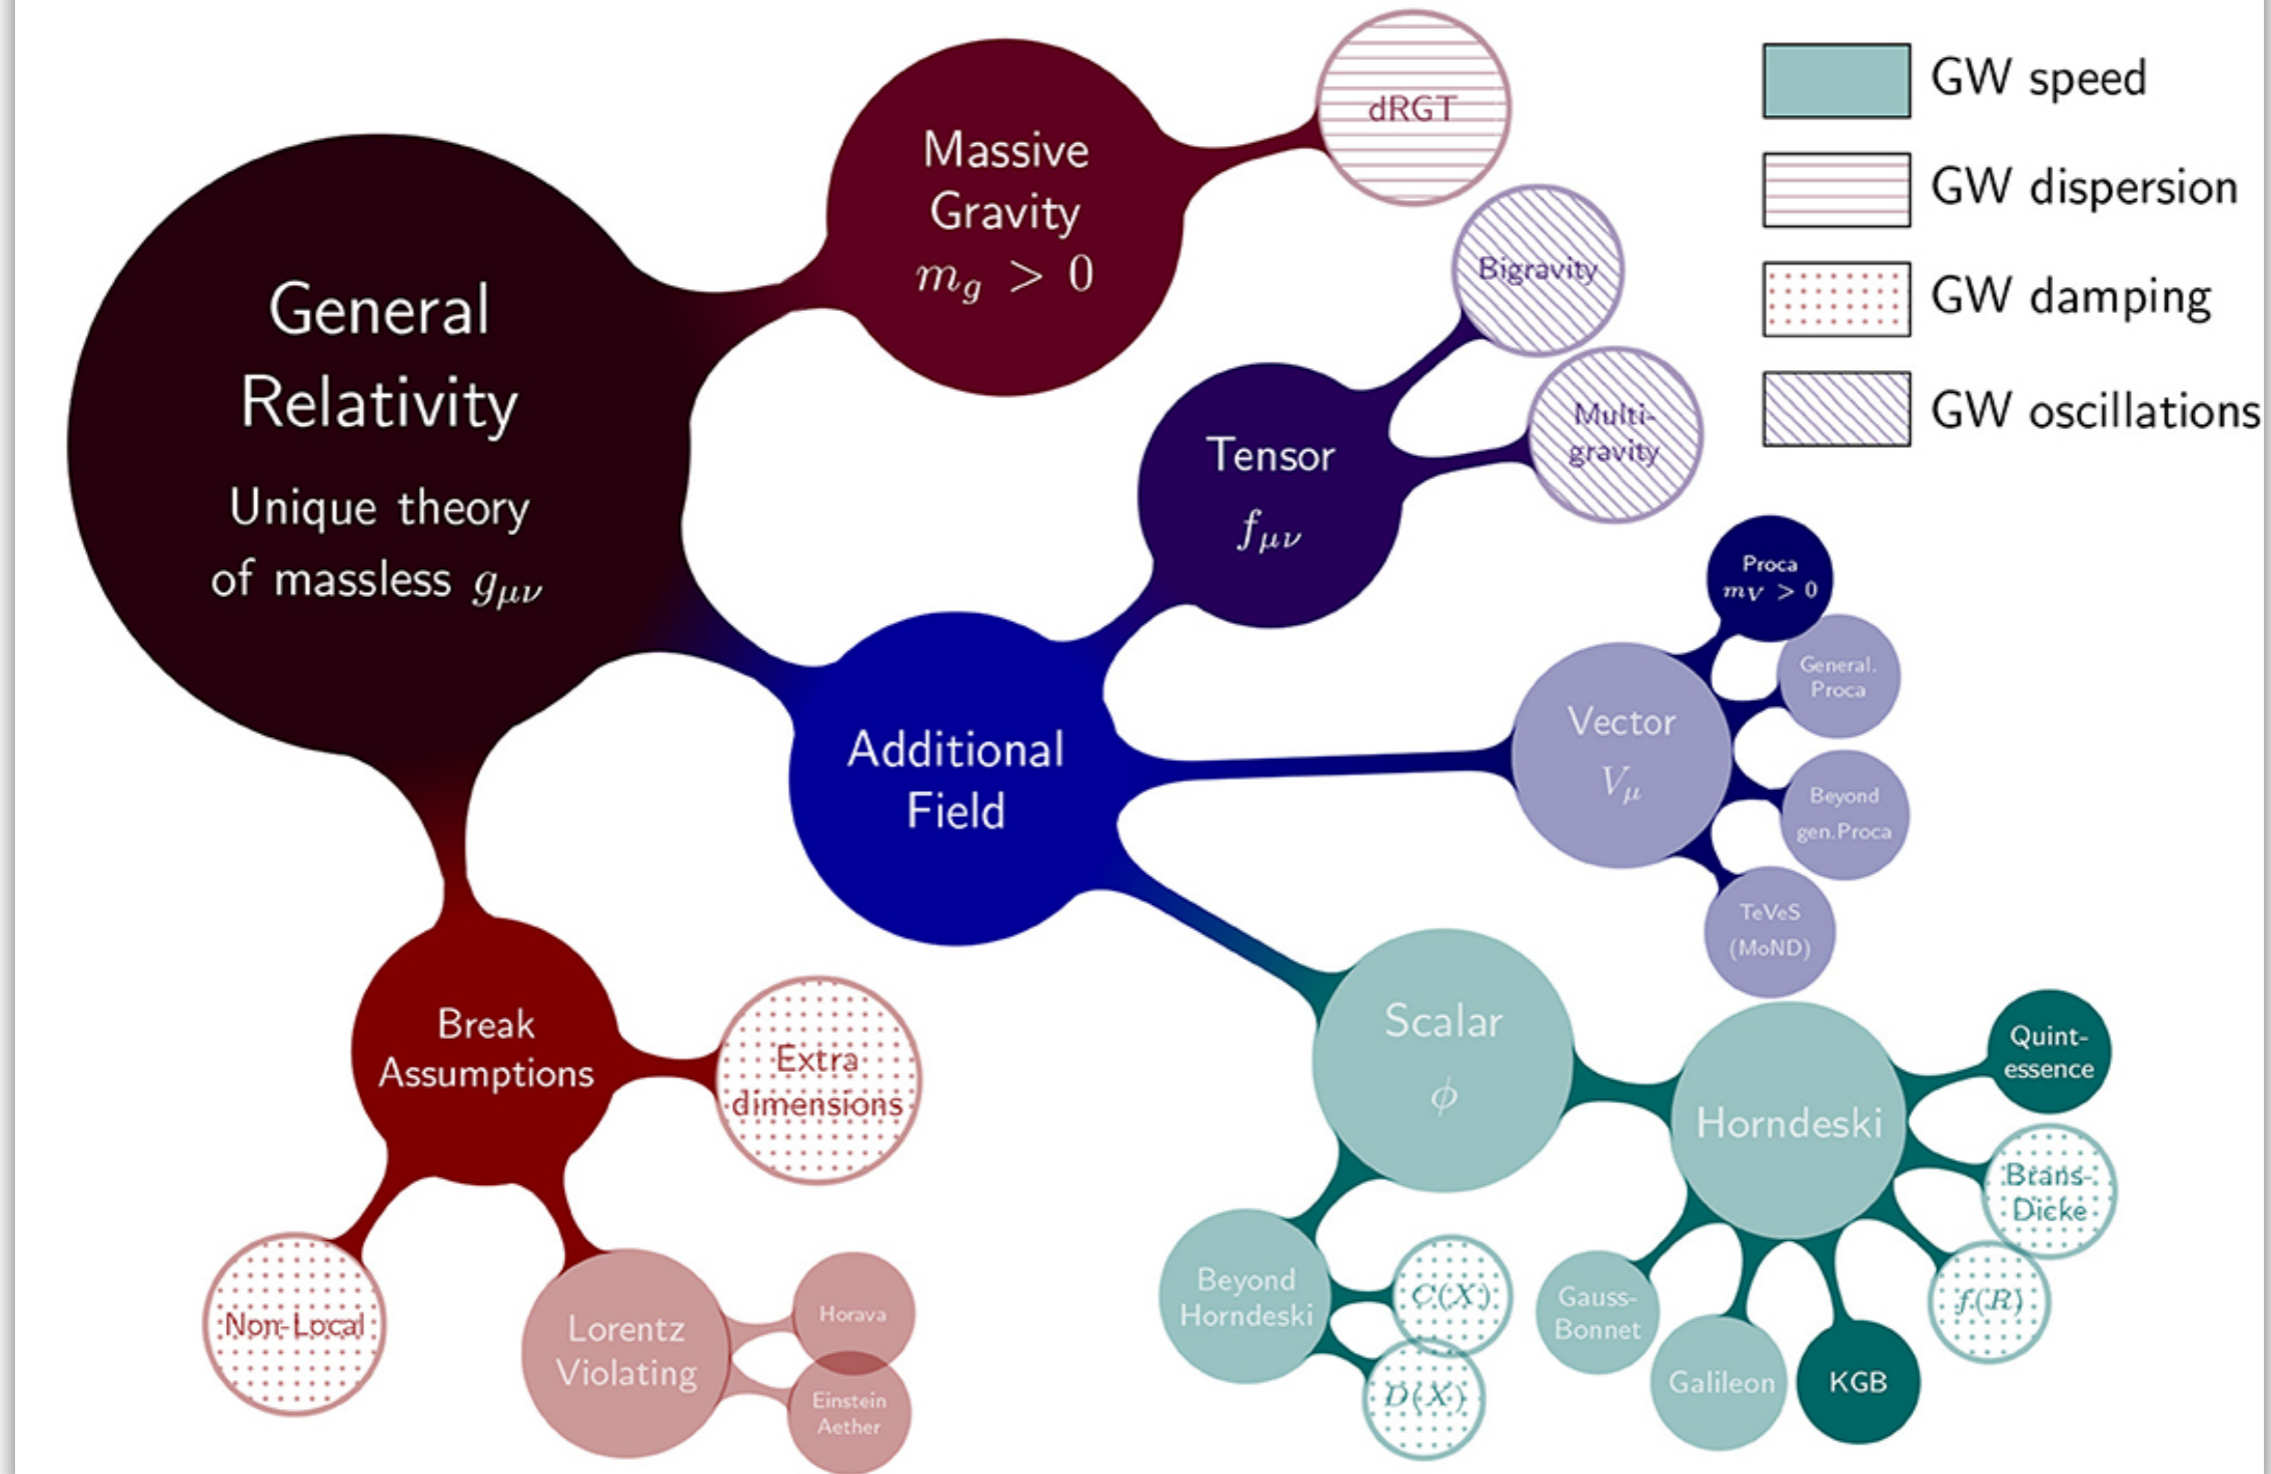 General
Relativity
Unique theory
of massless gμν
Massive
Gravity
mg > 0
dRGT
Bigravity
Multi-
gravity
Tensor
fμν
GW speed
GW dispersion
GW damping
GW oscillations
Additional
Field
Vector
Vμ
Proca
mV > 0
General.
Proca
Beyond
gen.Proca
TeVeS
(MoND)
Scalar
ϕ
Horndeski
Quint-
essence
Brans-
Dicke
f(R)
KGB
Galileon
Gauss-
Bonnet
Beyond
Horndeski
C(X)
D(X)
Break
Assumptions
Extra
dimensions
Non-Local
Lorentz
Violating
Horava
Einstein
Aether